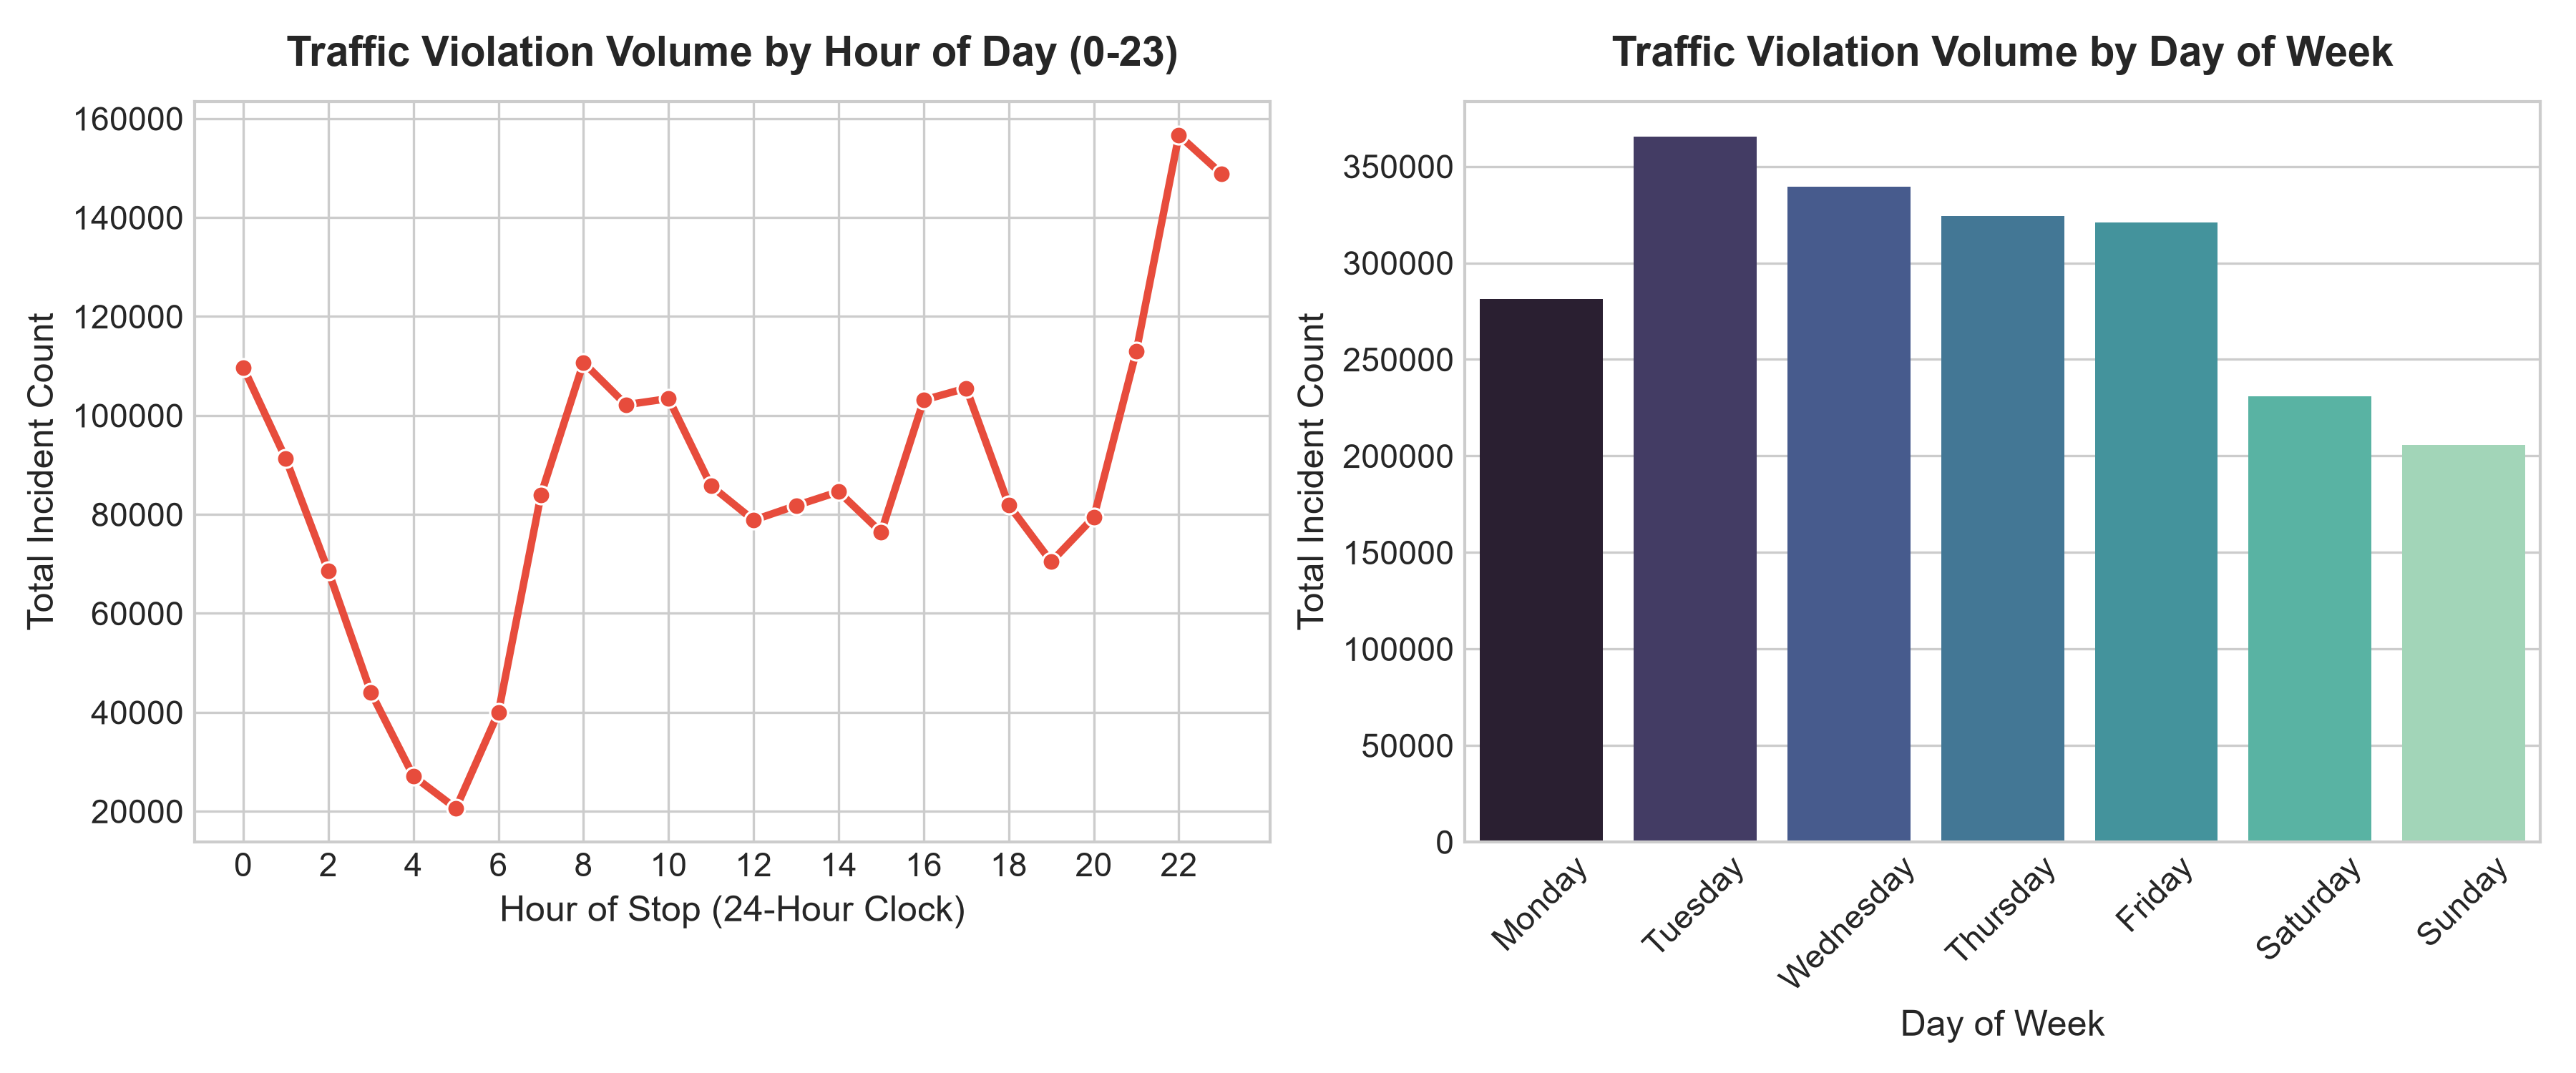 Traffic Violation Volume by Hour of Day (0-23)
Total Incident Count
160000
140000
120000
100000
80000
60000
40000
20000
0 2 4 6 8 10 12 14 16 18 20 22
Hour of Stop (24-Hour Clock)
Traffic Violation Volume by Day of Week
Total Incident Count
350000
300000
250000
200000
150000
100000
50000
0
Monday Tuesday Wednesday Thursday Friday Saturday Sunday
Day of Week